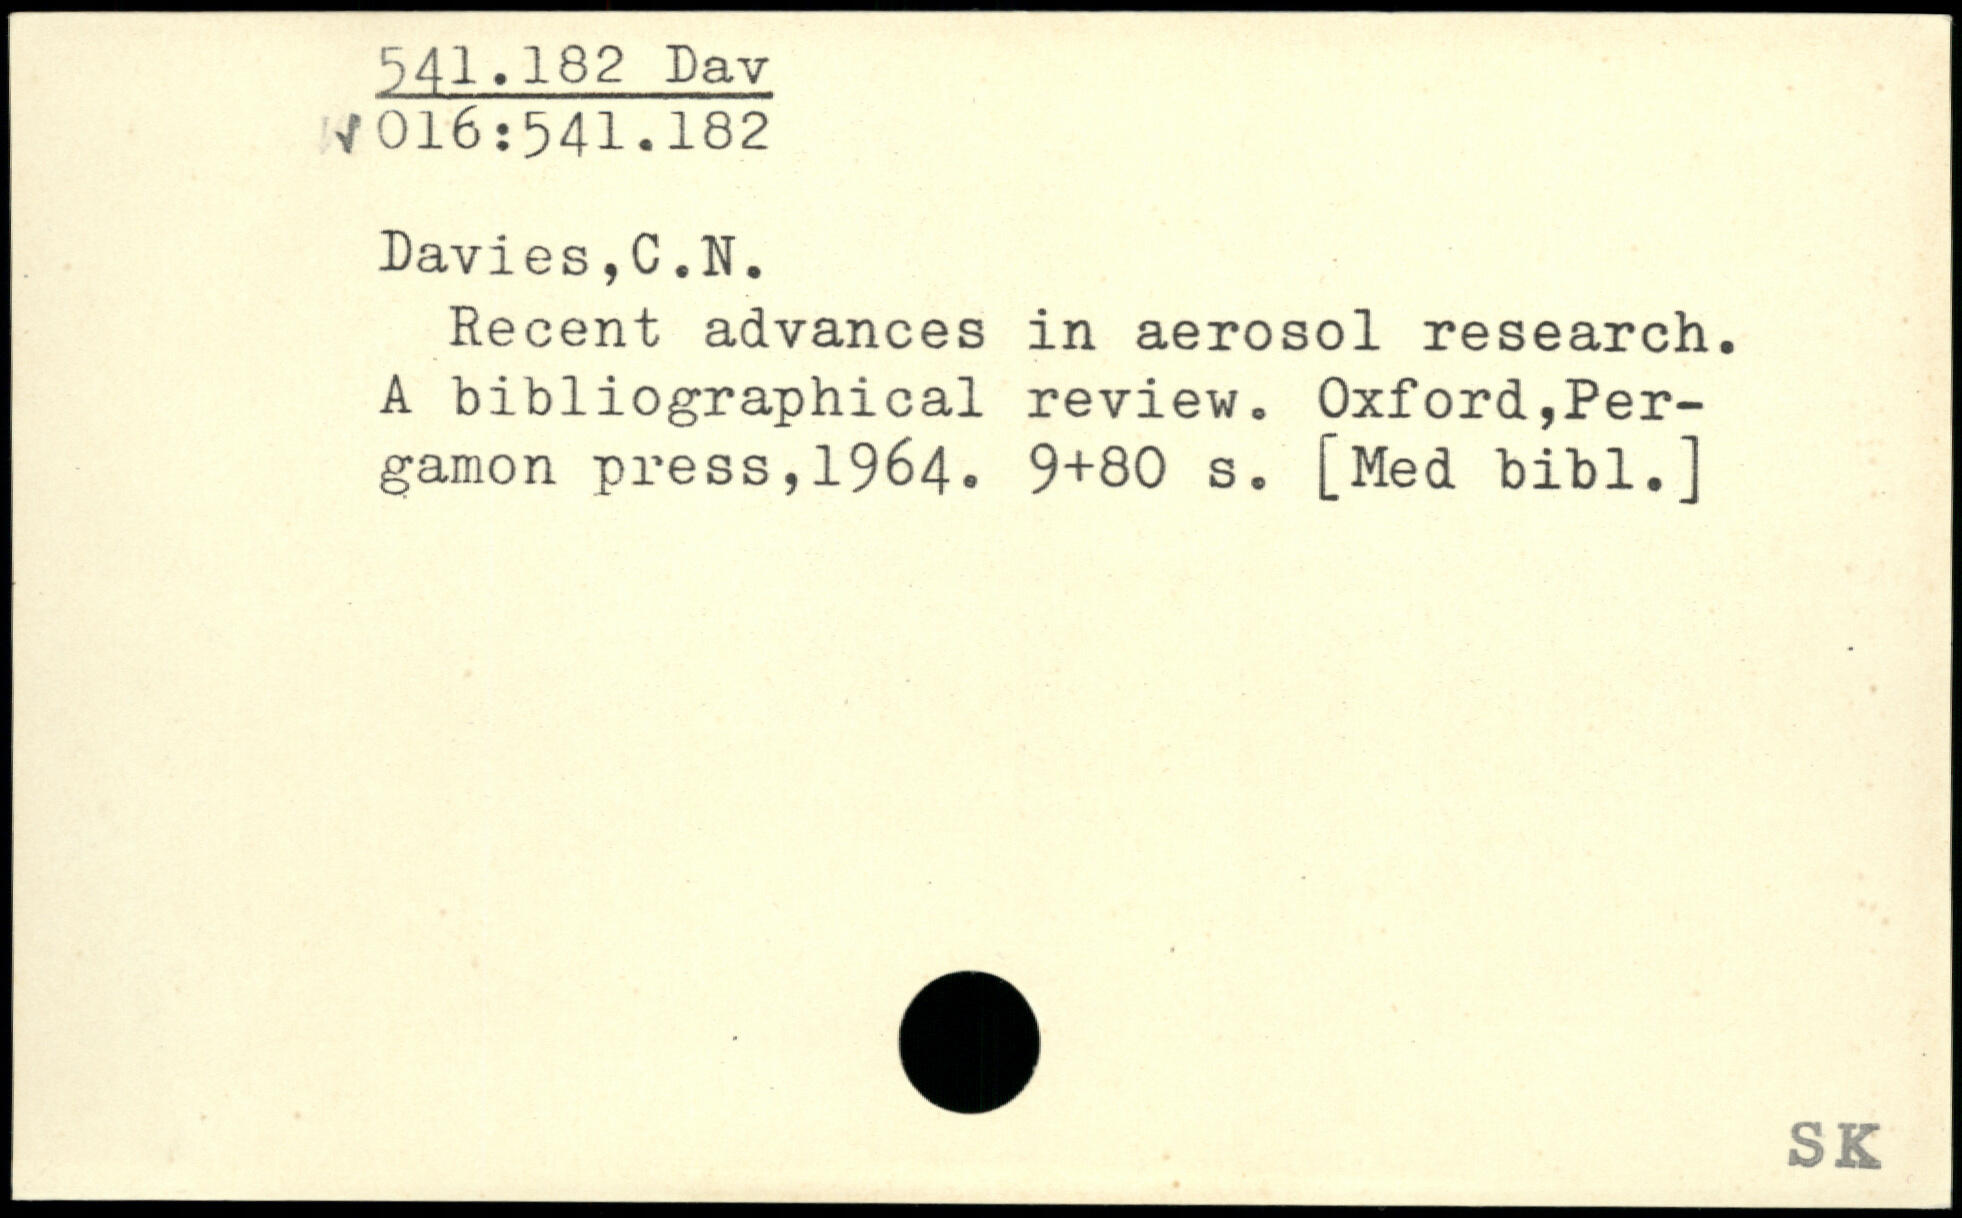 541.182 Dav
016:541.182
Davies,C.N.
Recent advances in aerosol research.
A bibliographical review. Oxford,Per-
gamon press,1964. 9+80 s. [Med bibl.]
SK